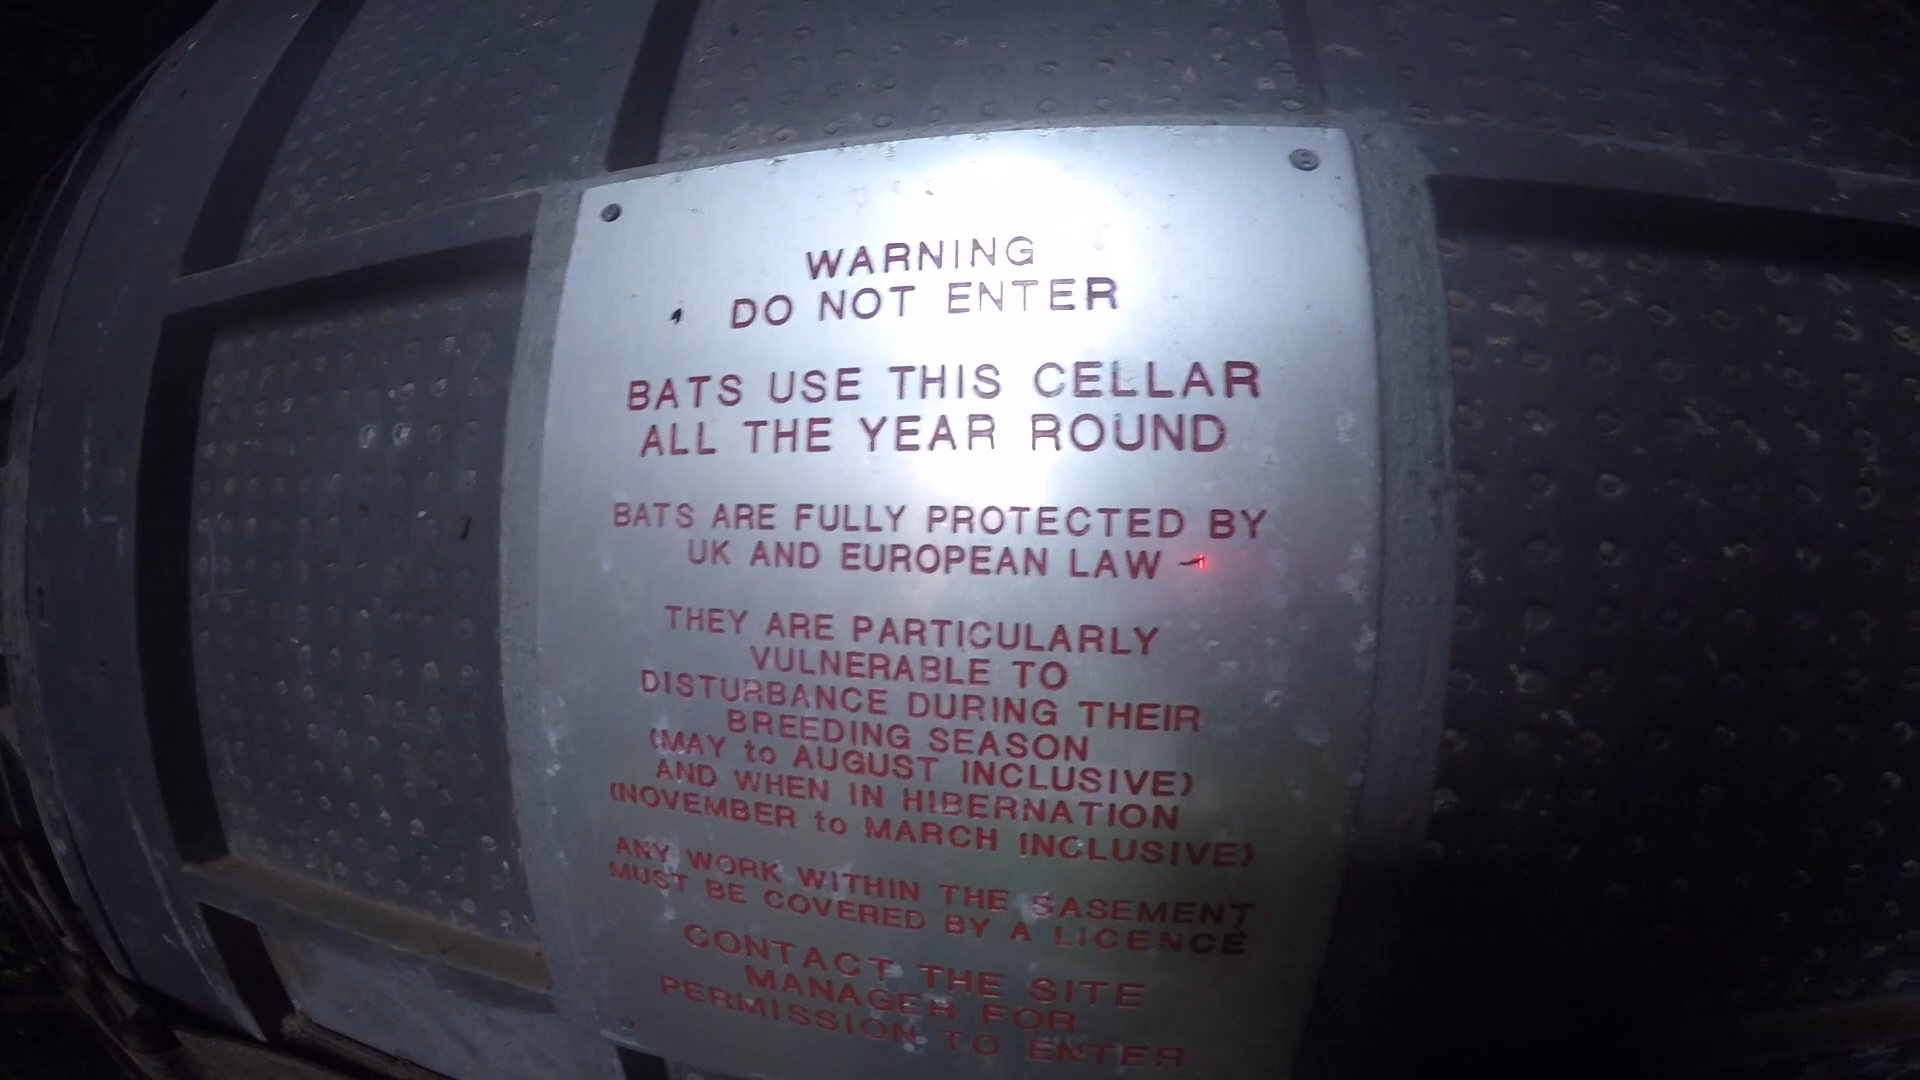 WARNING
DO NOT ENTER
BATS USE THIS CELLAR
ALL THE YEAR ROUND
BATS ARE FULLY PROTECTED BY
UK AND EUROPEAN LAW
THEY ARE PARTICULARLY
VULNERABLE TO
DISTURBANCE DURING THEIR
BREEDING SEASON
(MAY to AUGUST INCLUSIVE)
AND WHEN IN HIBERNATION
(NOVEMBER to MARCH INCLUSIVE)
ANY WORK WITHIN THE BASEMENT
MUST BE COVERED BY A LICENCE
CONTACT THE SITE
MANAGER FOR
PERMISSION TO ENTER